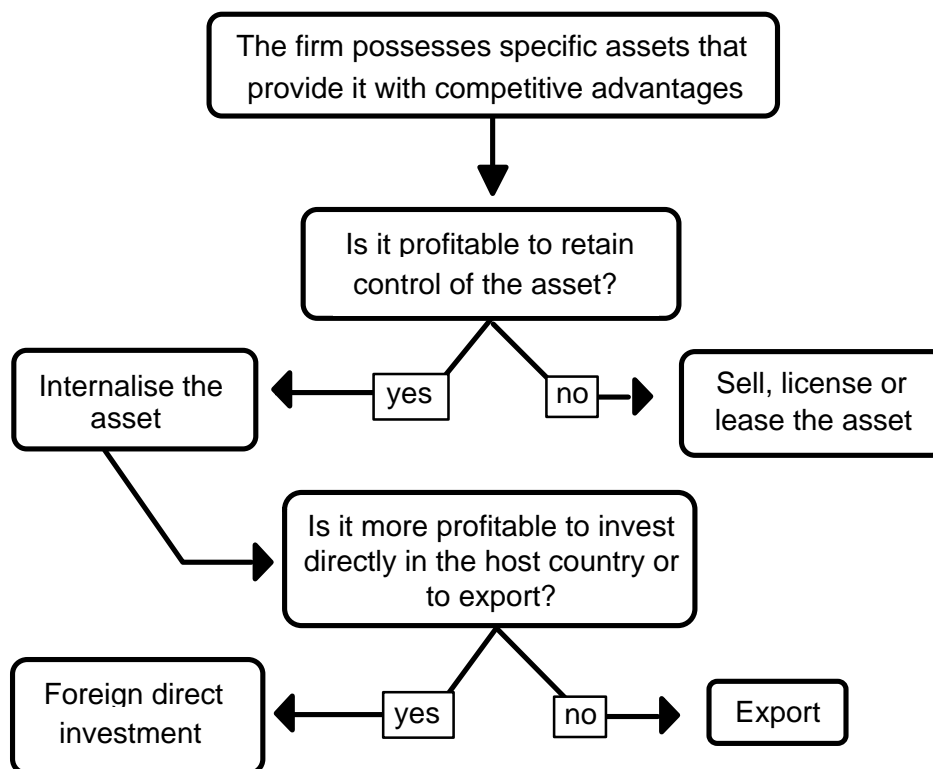 The firm possesses specific assets that
provide it with competitive advantages
Is it profitable to retain
control of the asset?
Internalise the
asset
yes
no
Sell, license or
lease the asset
Is it more profitable to invest
directly in the host country or
to export?
Foreign direct
investment
yes
no
Export